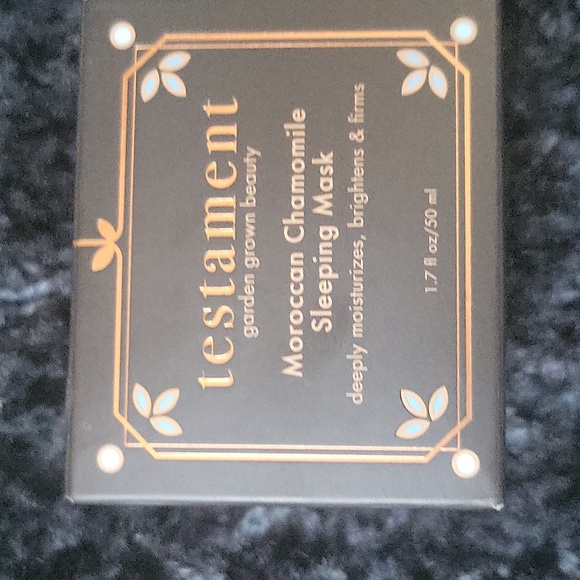 testament
garden grown beauty
Moroccan Chamomile
Sleeping Mask
deeply moisturizes, brightens & firms
1.7 fl oz/50 ml